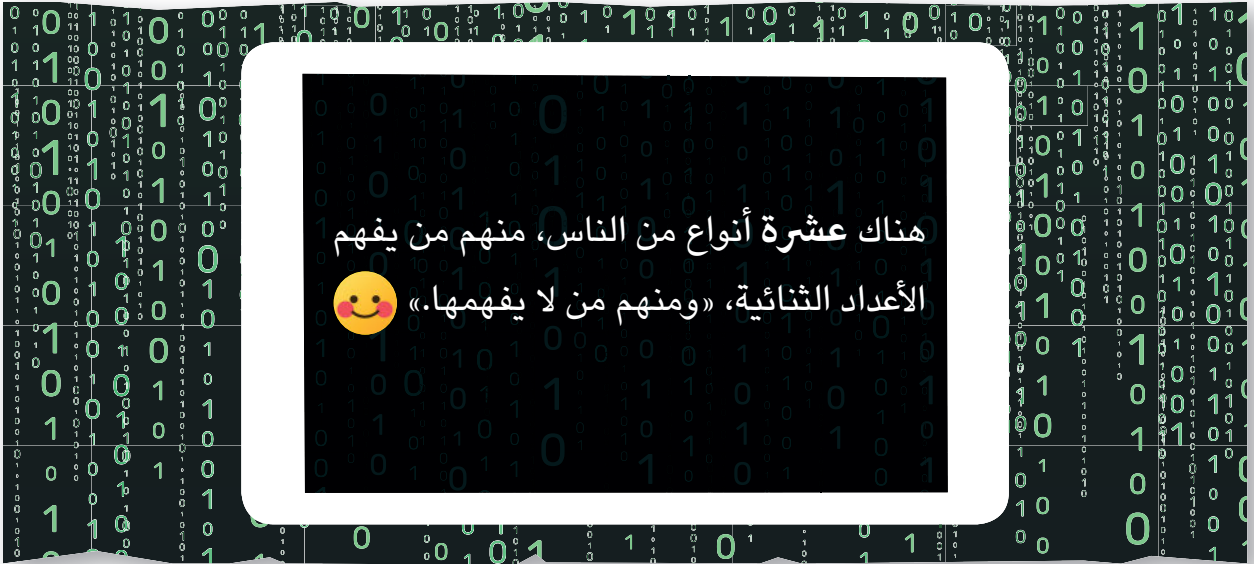 هناك عشرة أنواع من الناس، منهم من يفهم
الأعداد الثنائية، «ومنهم من لا يفهمها.»